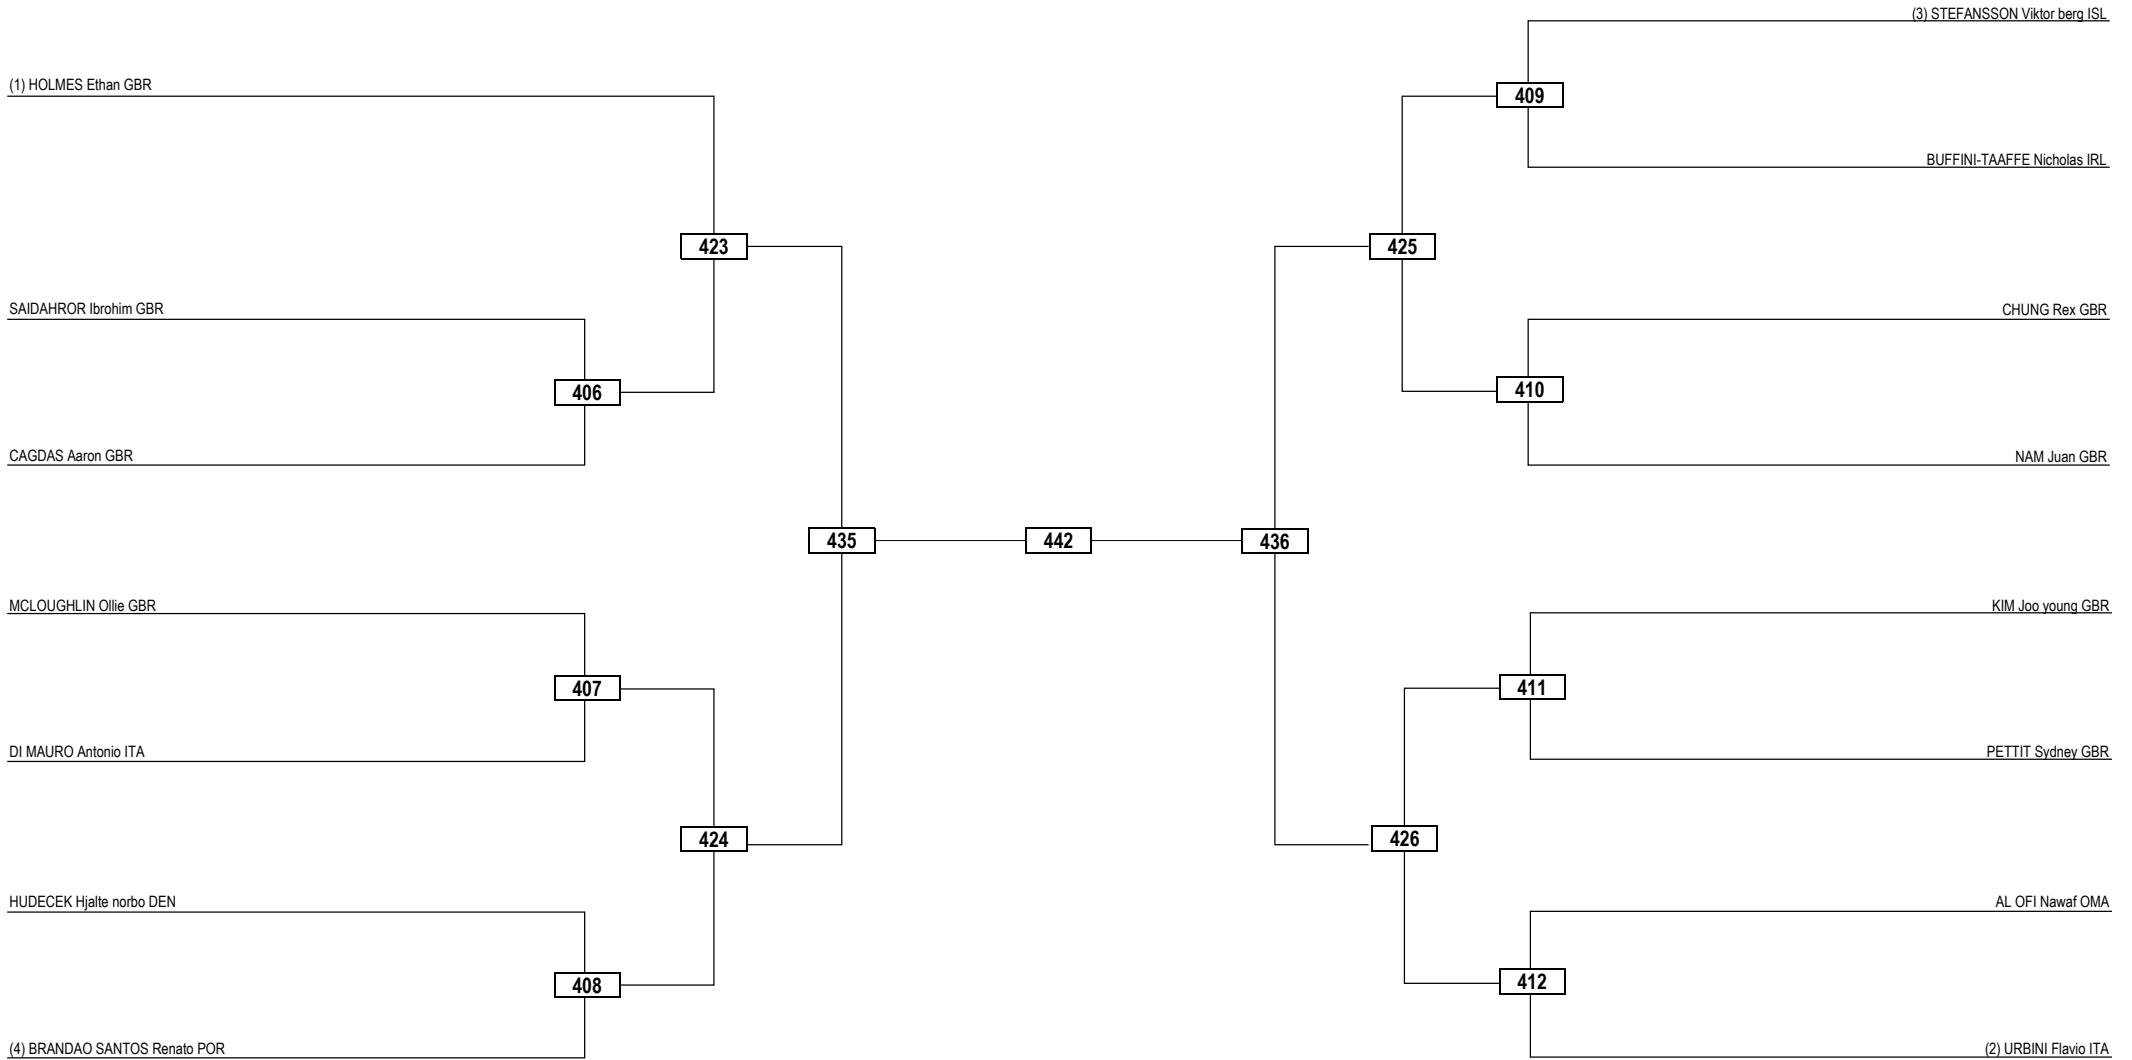 (3) STEFANSSON Viktor berg ISL
(1) HOLMES Ethan GBR
409
BUFFINI-TAAFFE Nicholas IRL
423
425
SAIDAHROR Ibrohim GBR
CHUNG Rex GBR
406
410
CAGDAS Aaron GBR
NAM Juan GBR
435
442
436
MCLOUGHLIN Ollie GBR
KIM Joo young GBR
407
411
DI MAURO Antonio ITA
PETTIT Sydney GBR
424
426
HUDECEK Hjalte norbo DEN
AL OFI Nawaf OMA
408
412
(4) BRANDAO SANTOS Renato POR
(2) URBINI Flavio ITA